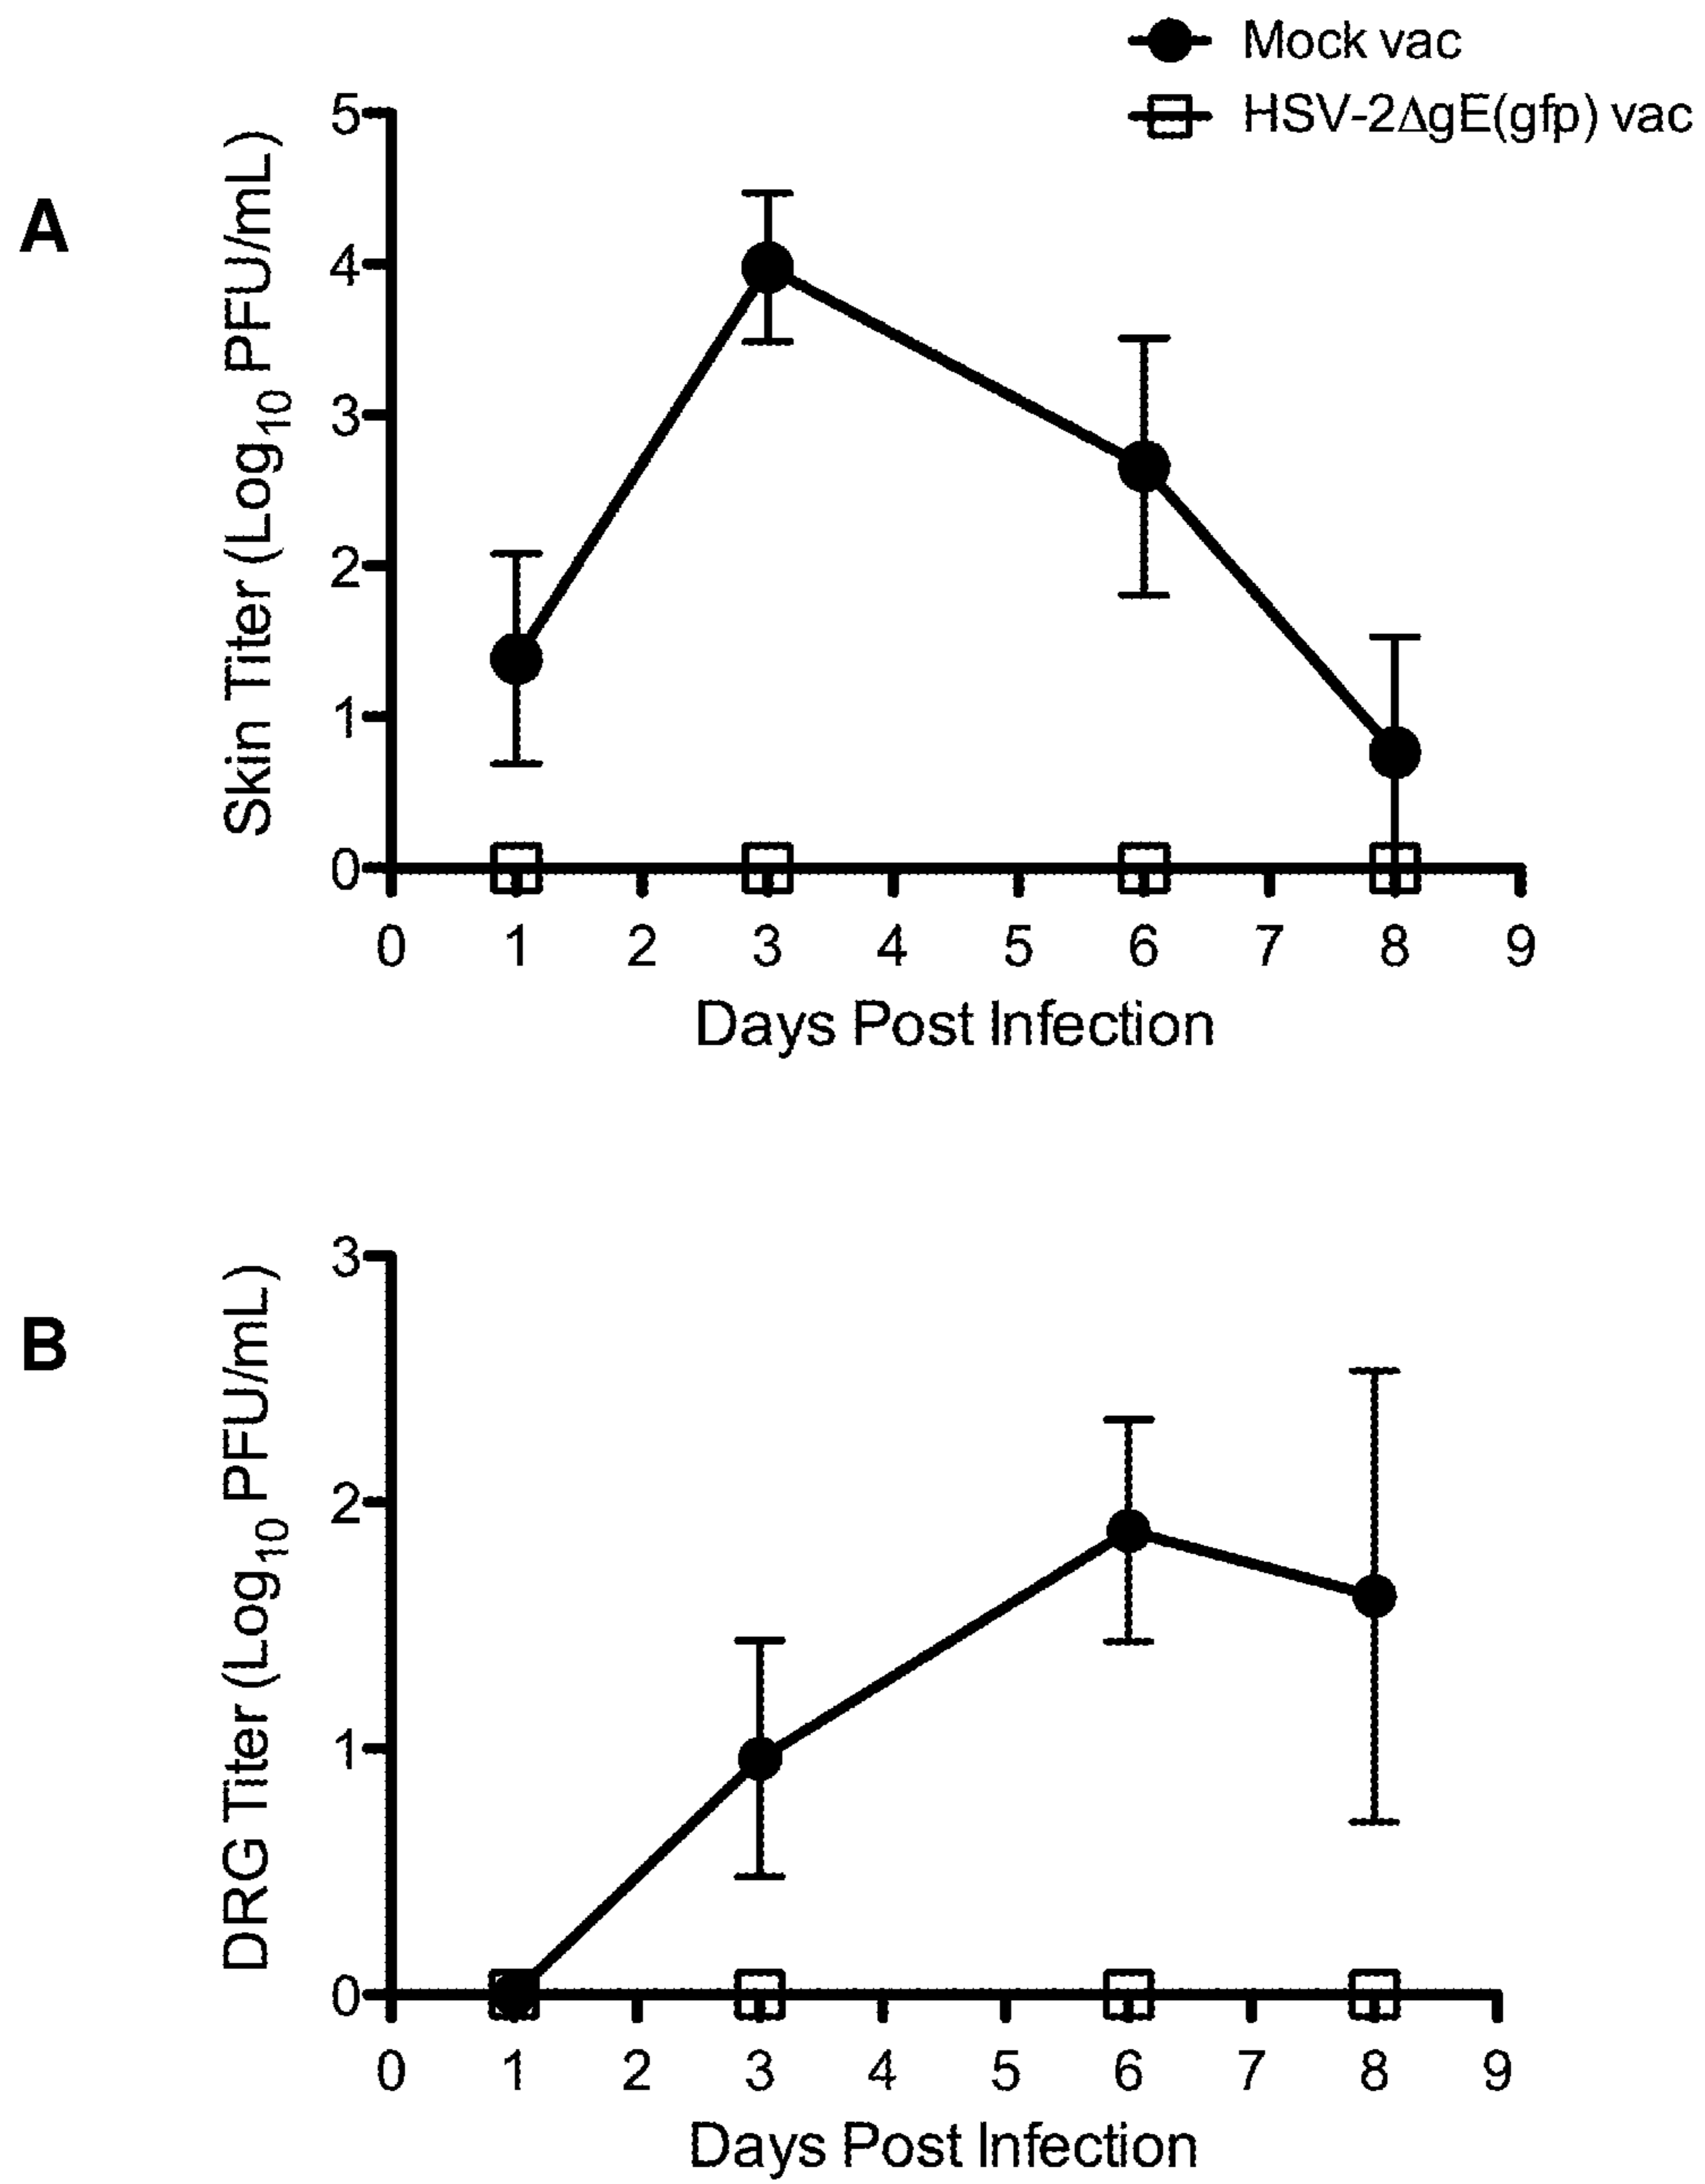 Mock vac
HSV-2ΔgE(gfp) vac
A
Skin Titer (Log10 PFU/mL)
5
4
3
2
1
0
0 1 2 3 4 5 6 7 8 9
Days Post Infection
B
DRG Titer (Log10 PFU/mL)
3
2
1
0
0 1 2 3 4 5 6 7 8 9
Days Post Infection